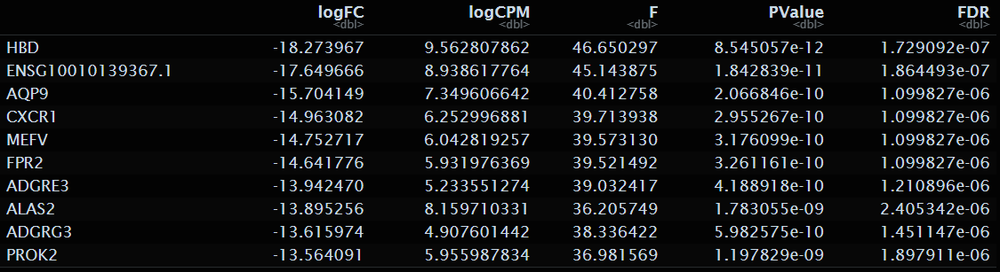 logFC logCPM F PValue FDR
<dbl> <dbl> <dbl> <dbl> <dbl>
HBD -18.273967 9.562807862 46.650297 8.545057e-12 1.729092e-07
ENSG10010139367.1 -17.649666 8.938617764 45.143875 1.842839e-11 1.864493e-07
AQP9 -15.704149 7.349606642 40.412758 2.066846e-10 1.099827e-06
CXCR1 -14.963082 6.252996881 39.713938 2.955267e-10 1.099827e-06
MEFV -14.752717 6.042819257 39.573130 3.176099e-10 1.099827e-06
FPR2 -14.641776 5.931976369 39.521492 3.261161e-10 1.099827e-06
ADGRE3 -13.942470 5.233551274 39.032417 4.188918e-10 1.210896e-06
ALAS2 -13.895256 8.159710331 36.205749 1.783055e-09 2.405342e-06
ADGRG3 -13.615974 4.907601442 38.336422 5.982575e-10 1.451147e-06
PROK2 -13.564091 5.955987834 36.981569 1.197829e-09 1.897911e-06